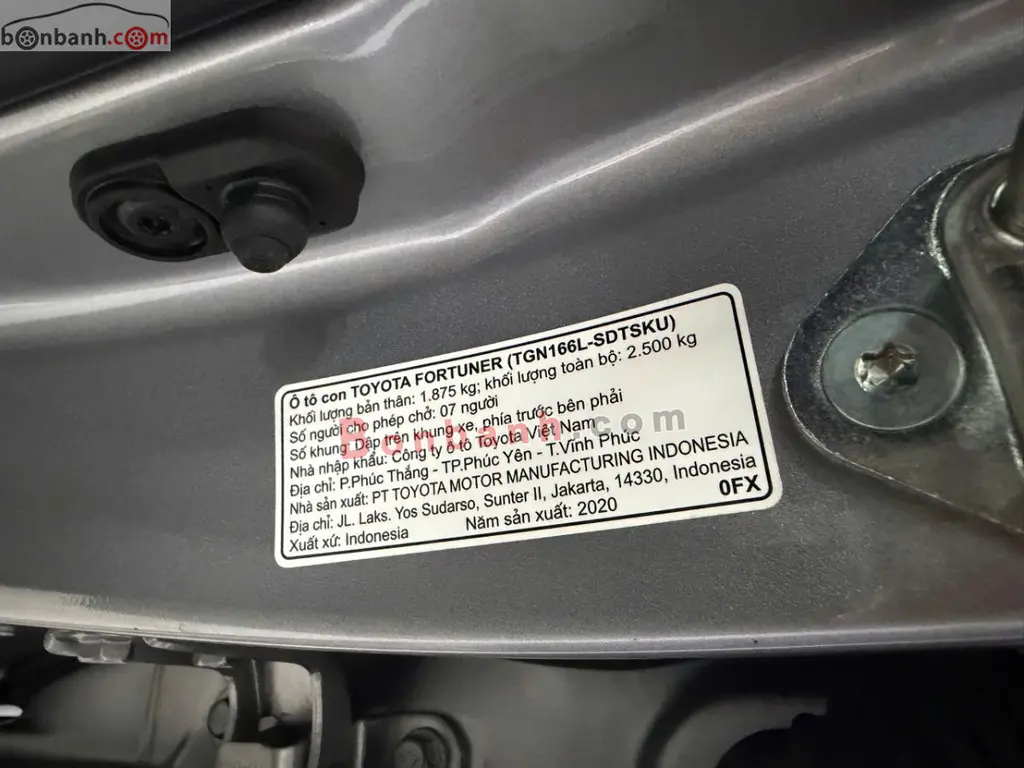 bonbanh.com
Ô tô con TOYOTA FORTUNER (TGN166L-SDTSKU)
Khối lượng bản thân: 1.875 kg; khối lượng toàn bộ: 2.500 kg
Số người cho phép chở: 07 người
Số khung: Dập trên khung xe, phía trước bên phải
Nhà nhập khẩu: Công ty ô tô Toyota Việt Nam
Địa chỉ: P.Phúc Thắng - TP.Phúc Yên - T.Vĩnh Phúc
Nhà sản xuất: PT TOYOTA MOTOR MANUFACTURING INDONESIA
Địa chỉ: JL. Laks. Yos Sudarso, Sunter II, Jakarta, 14330, Indonesia
Xuất xứ: Indonesia Năm sản xuất: 2020 0FX
Bonbanh.com